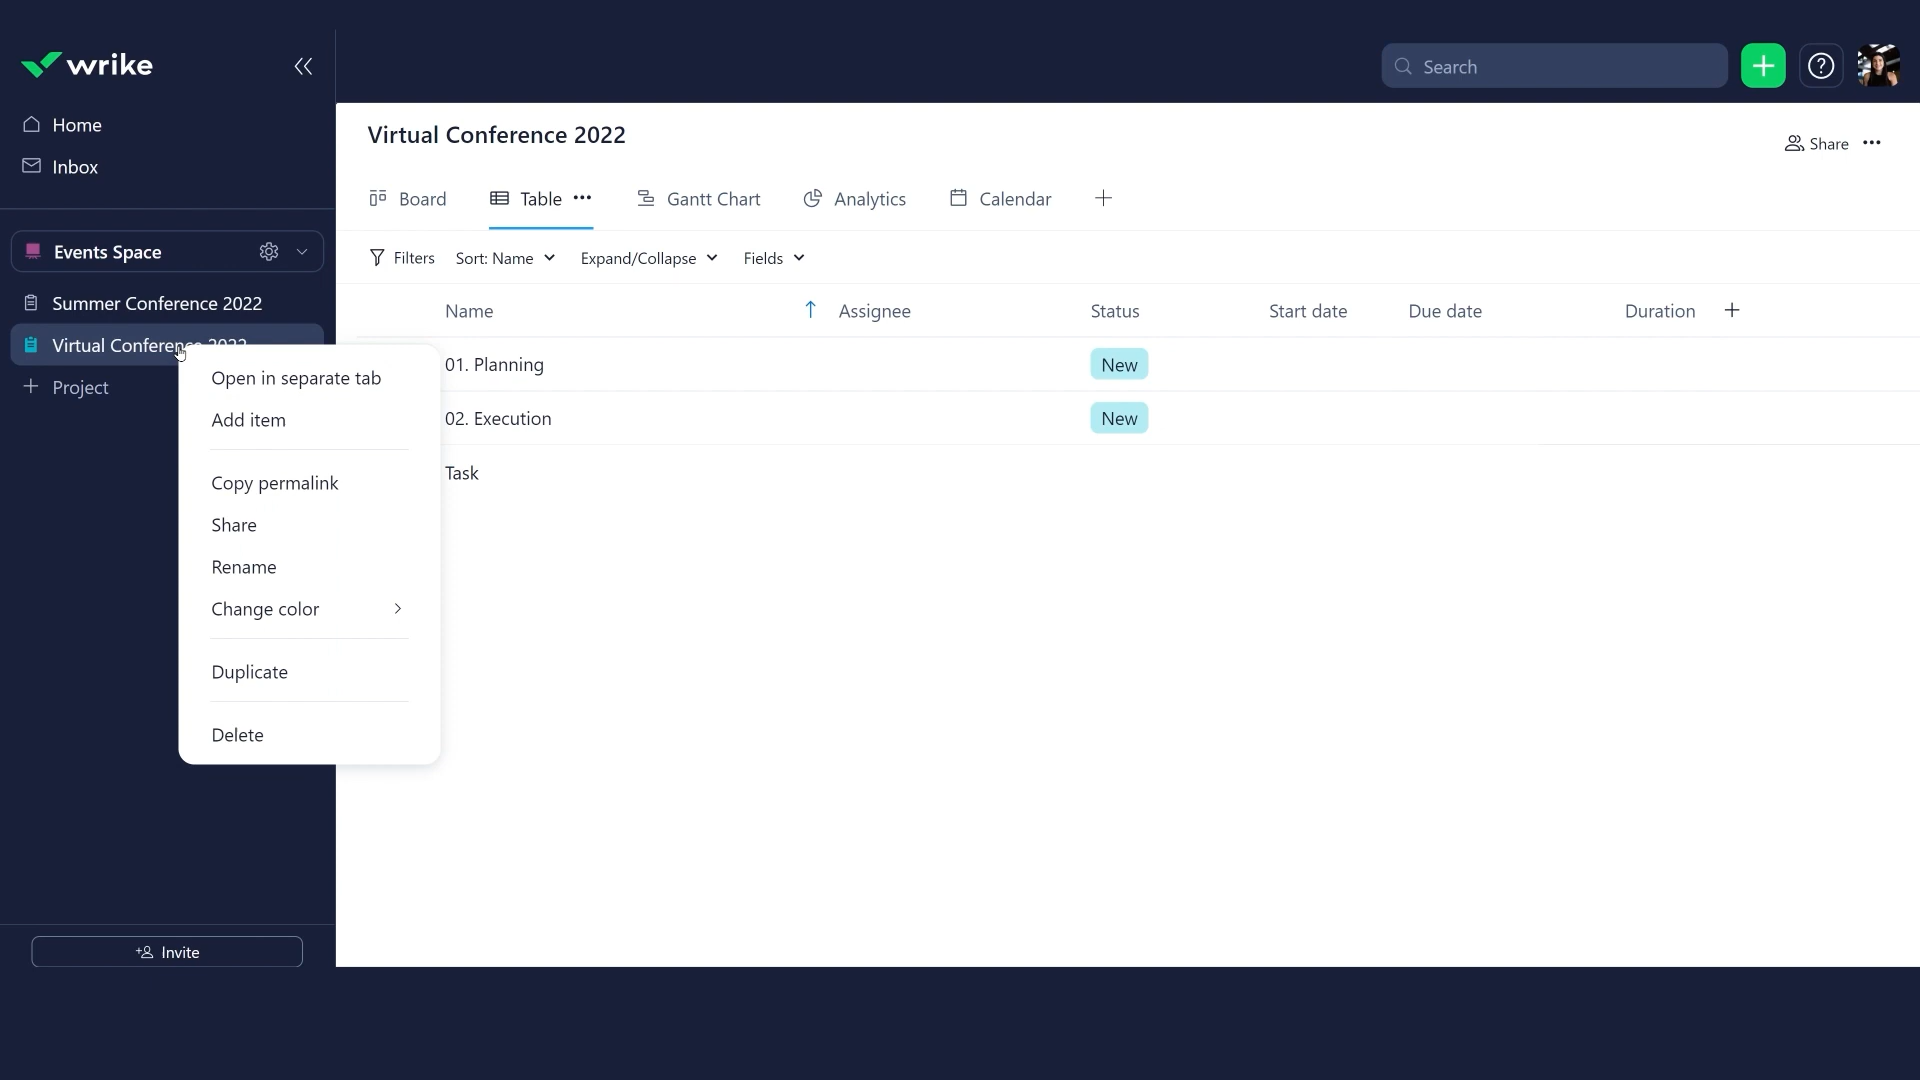 wrike
Search
Home
Inbox
Events Space
Summer Conference 2022
Virtual Conference 2022
Project
Invite
Virtual Conference 2022
Share
Board
Table
Gantt Chart
Analytics
Calendar
Filters
Sort: Name
Expand/Collapse
Fields
Name
Assignee
Status
Start date
Due date
Duration
01. Planning
New
02. Execution
New
Task
Open in separate tab
Add item
Copy permalink
Share
Rename
Change color
Duplicate
Delete